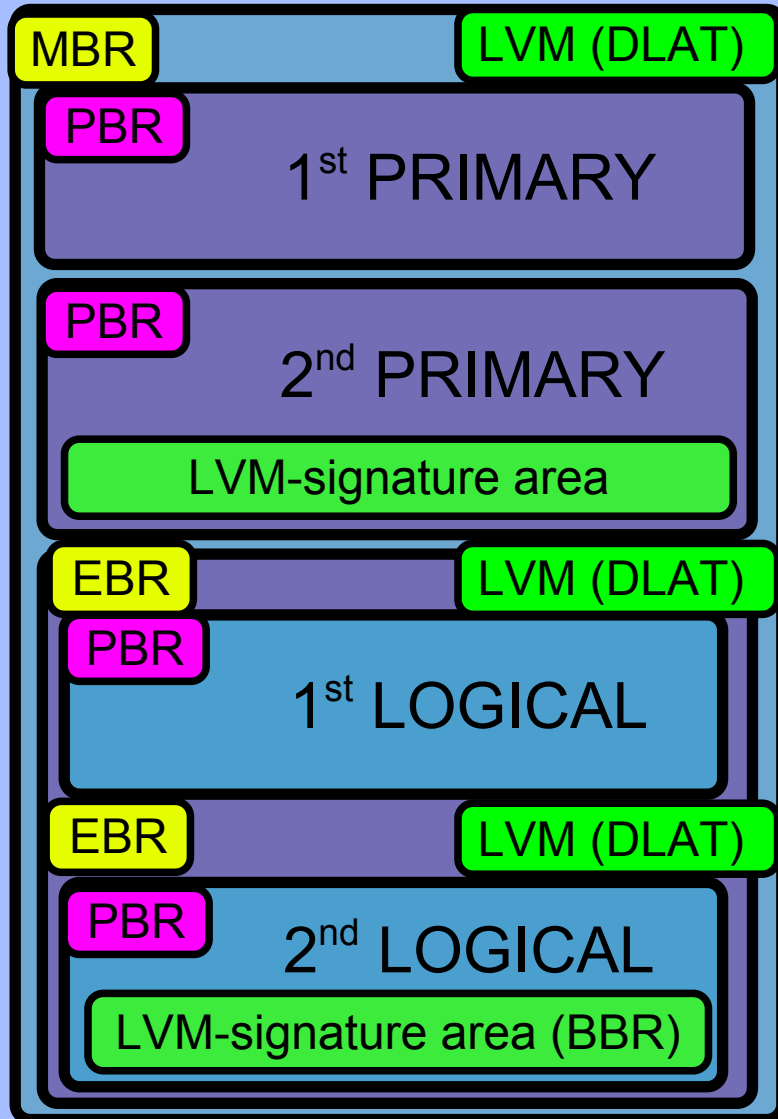 MBR LVM (DLAT)
PBR
1st PRIMARY
PBR
2nd PRIMARY
LVM-signature area
EBR LVM (DLAT)
PBR
1st LOGICAL
EBR LVM (DLAT)
PBR
2nd LOGICAL
LVM-signature area (BBR)